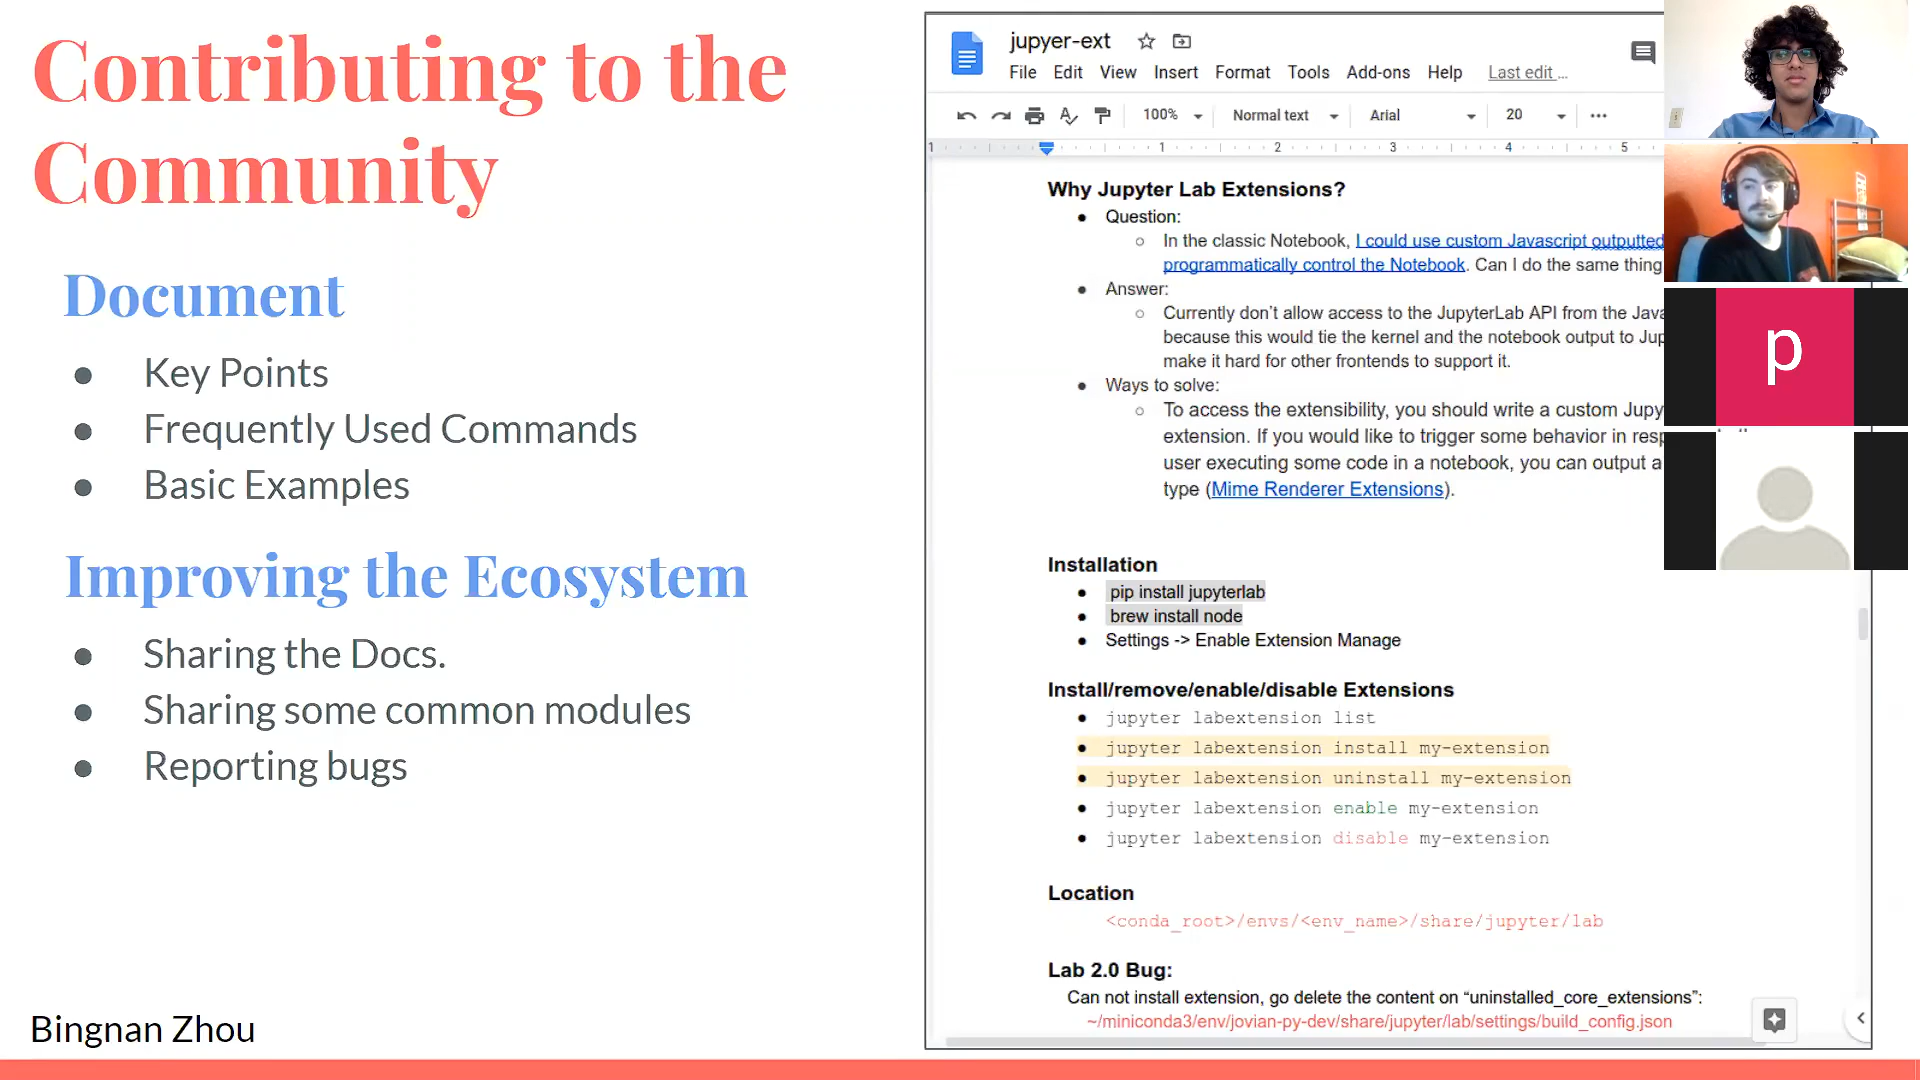 Contributing to the
Community
Document
● Key Points
● Frequently Used Commands
● Basic Examples
Improving the Ecosystem
● Sharing the Docs.
● Sharing some common modules
● Reporting bugs
Bingnan Zhou
jupyer-ext
File Edit View Insert Format Tools Add-ons Help Last edit ...
100% Normal text Arial 20 ...
1 1 2 3 4 5
Why Jupyter Lab Extensions?
● Question:
○ In the classic Notebook, I could use custom Javascript outputted
programmatically control the Notebook. Can I do the same thing
● Answer:
○ Currently don't allow access to the JupyterLab API from the Java
because this would tie the kernel and the notebook output to Jup
make it hard for other frontends to support it.
● Ways to solve:
○ To access the extensibility, you should write a custom Jupy
extension. If you would like to trigger some behavior in resp
user executing some code in a notebook, you can output a
type (Mime Renderer Extensions).
Installation
● pip install jupyterlab
● brew install node
● Settings -> Enable Extension Manage
Install/remove/enable/disable Extensions
● jupyter labextension list
● jupyter labextension install my-extension
● jupyter labextension uninstall my-extension
● jupyter labextension enable my-extension
● jupyter labextension disable my-extension
Location
<conda_root>/envs/<env_name>/share/jupyter/lab
Lab 2.0 Bug:
Can not install extension, go delete the content on “uninstalled_core_extensions”:
~/miniconda3/env/jovian-py-dev/share/jupyter/lab/settings/build_config.json
p